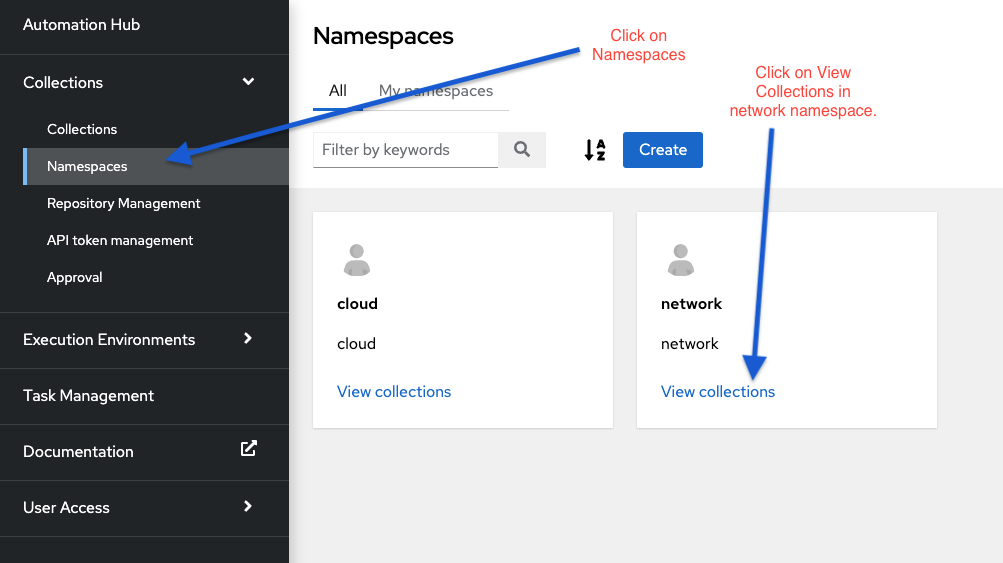 Automation Hub
Collections
Collections
Namespaces
Repository Management
API token management
Approval
Execution Environments
Task Management
Documentation
User Access
Namespaces
Click on
Namespaces
Click on View
Collections in
network namespace.
All
My namespaces
Filter by keywords
A
Z
Create
cloud
cloud
View collections
network
network
View collections